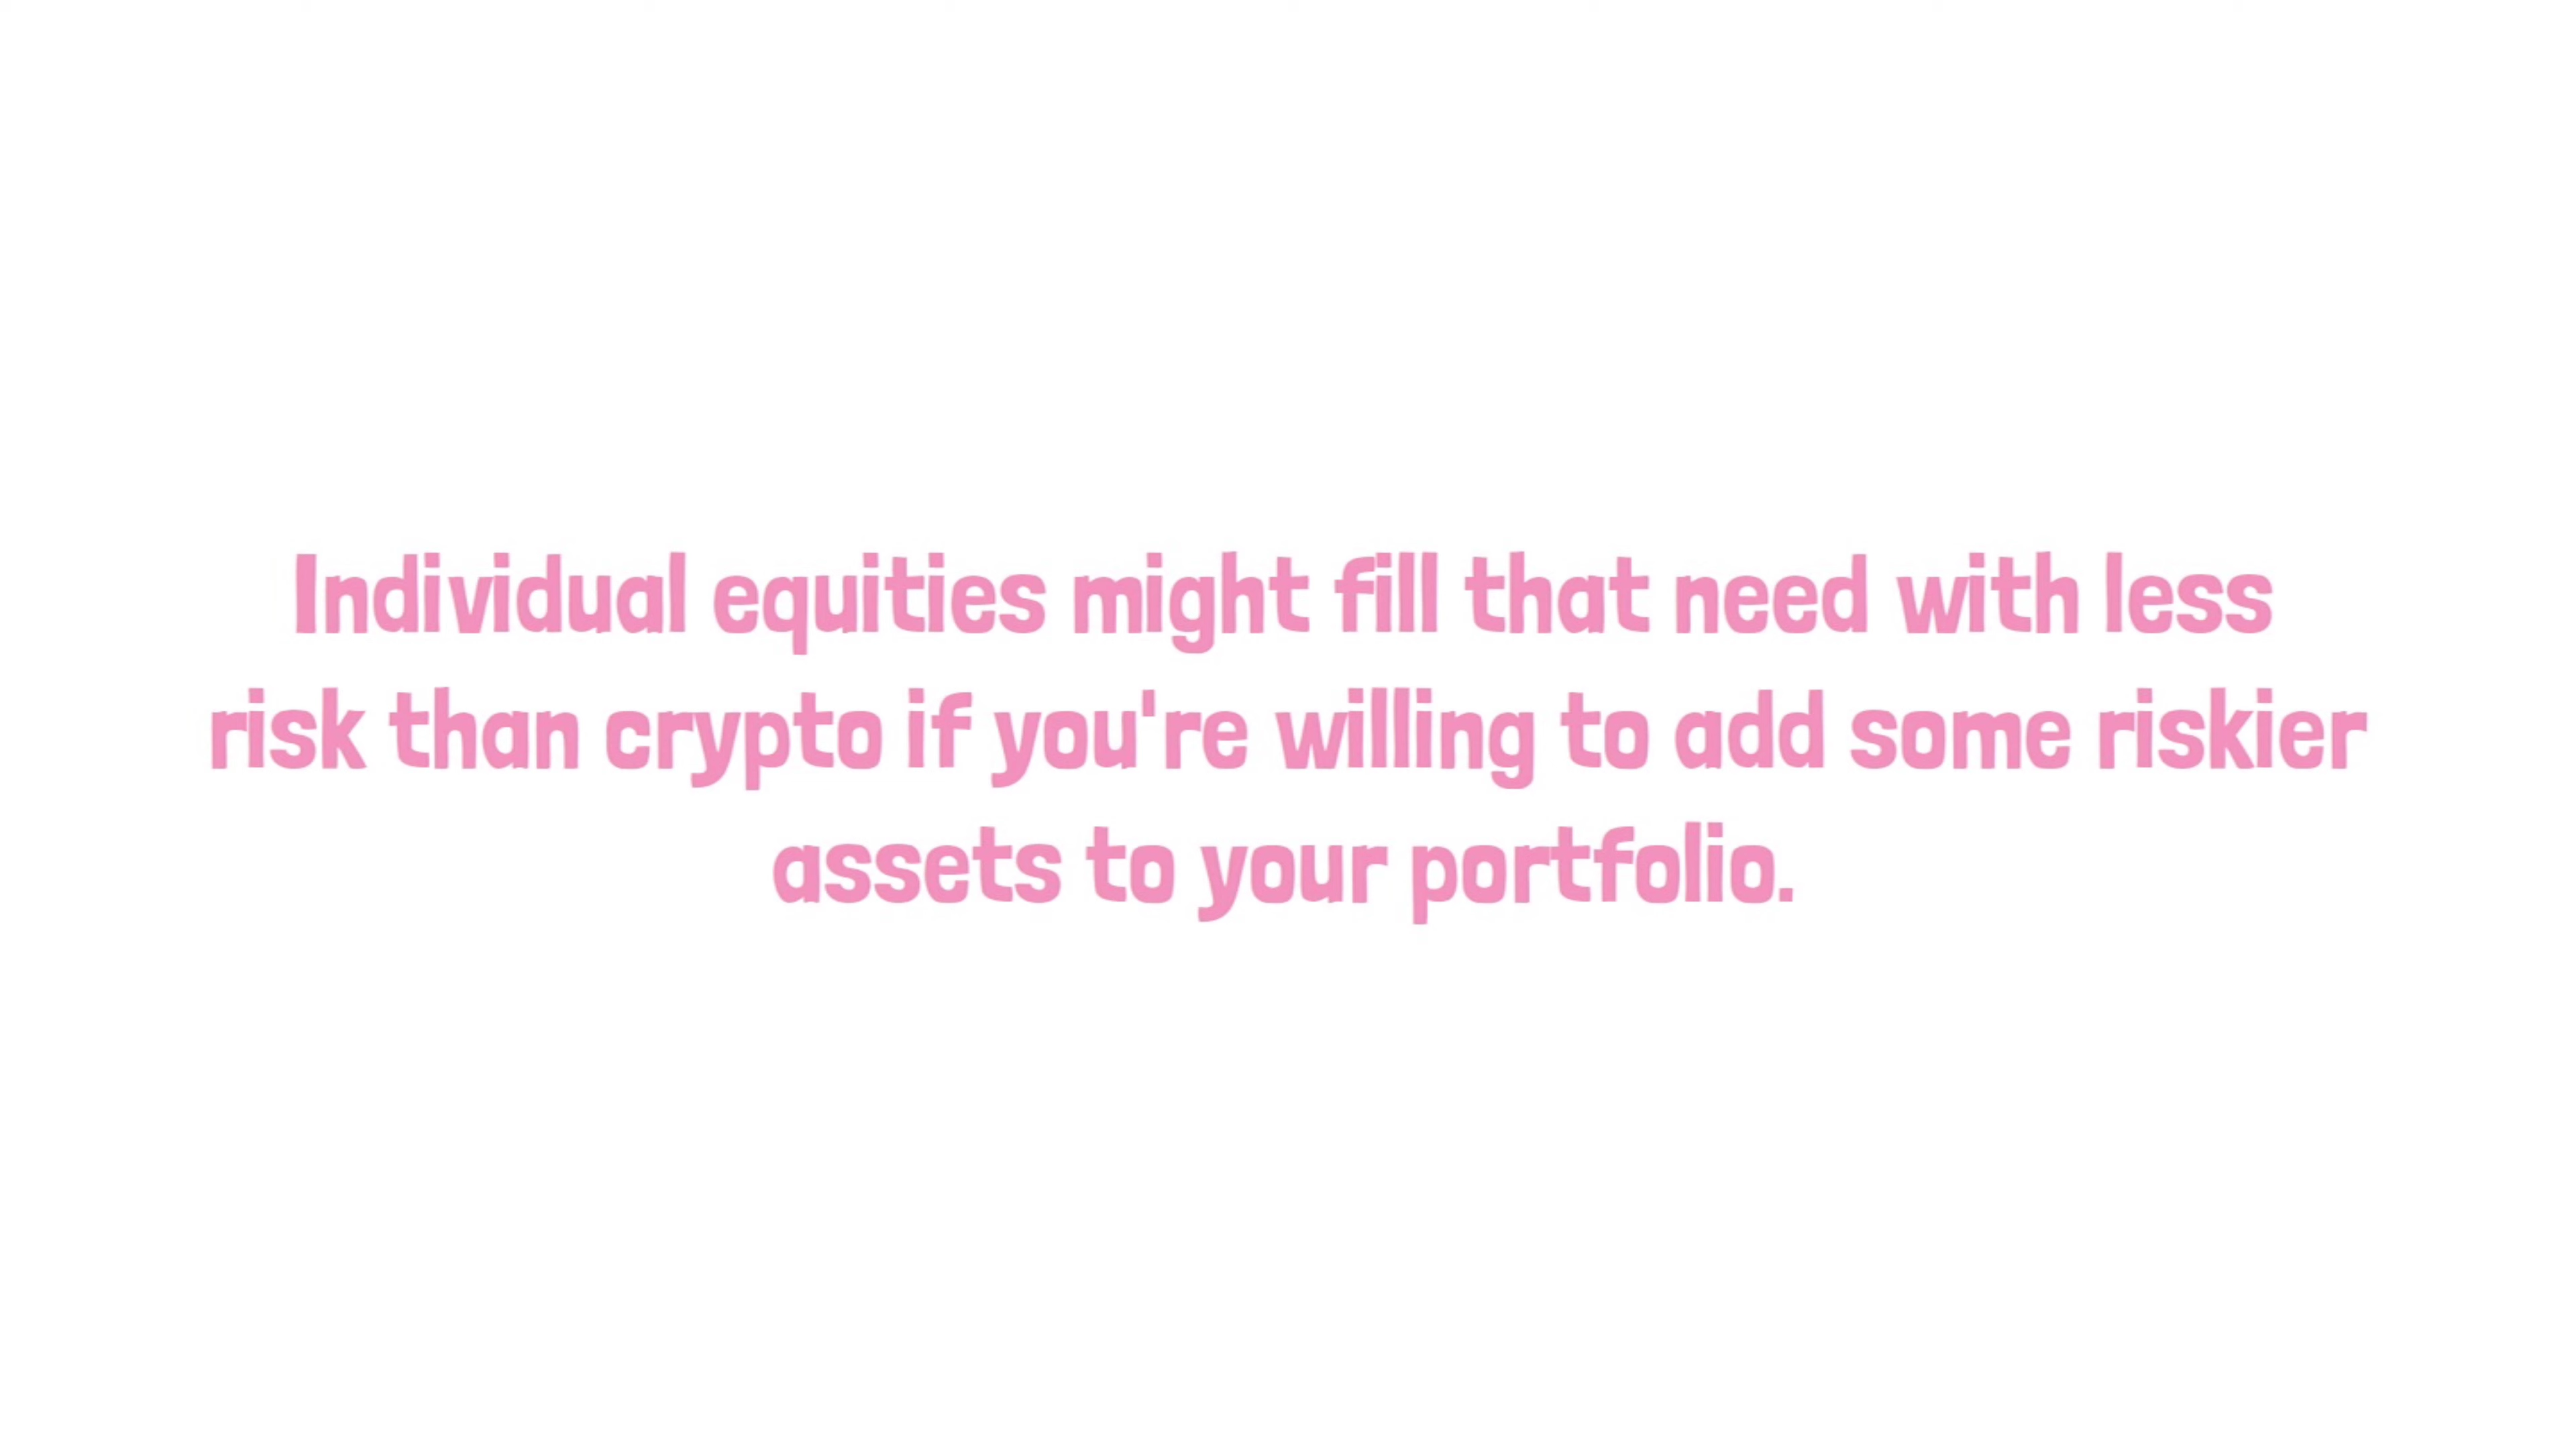 Individual equities might fill that need with less
risk than crypto if you're willing to add some riskier
assets to your portfolio.